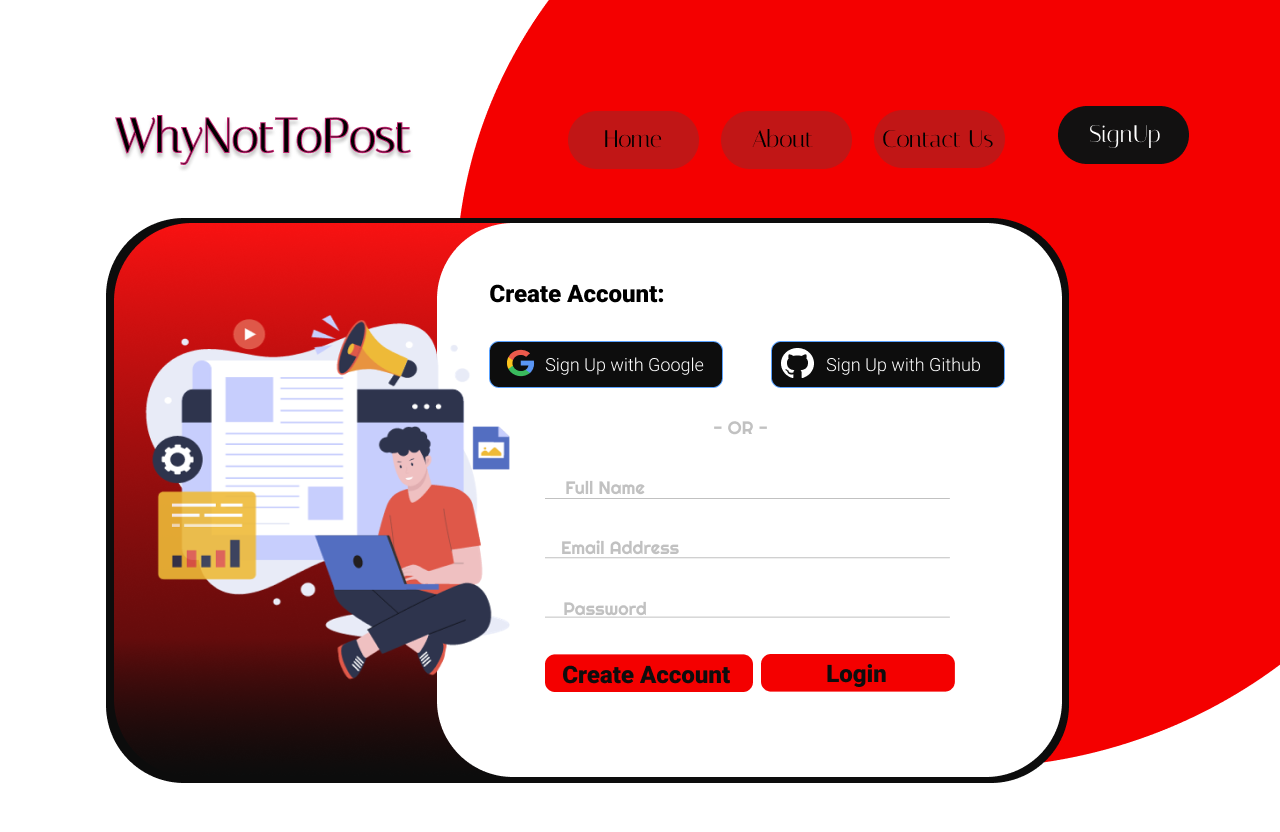 WhyNotToPost
Home
About
Contact Us
SignUp
Create Account:
Sign Up with Google
Sign Up with Github
- OR -
Full Name
Email Address
Password
Create Account
Login